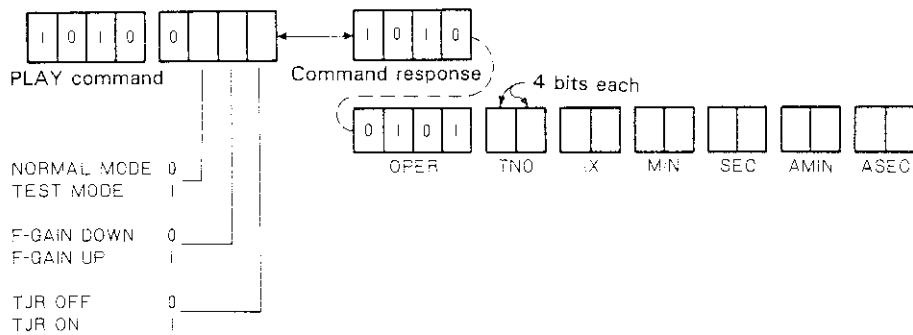 1 0 1 0 0
1 0 1 0
PLAY command
Command response
4 bits each
0 1 0 1
OPER TNO IX MIN SEC AMIN ASEC
NORMAL MODE 0
TEST MODE 1
F-GAIN DOWN 0
F-GAIN UP 1
TJR OFF 0
TJR ON 1